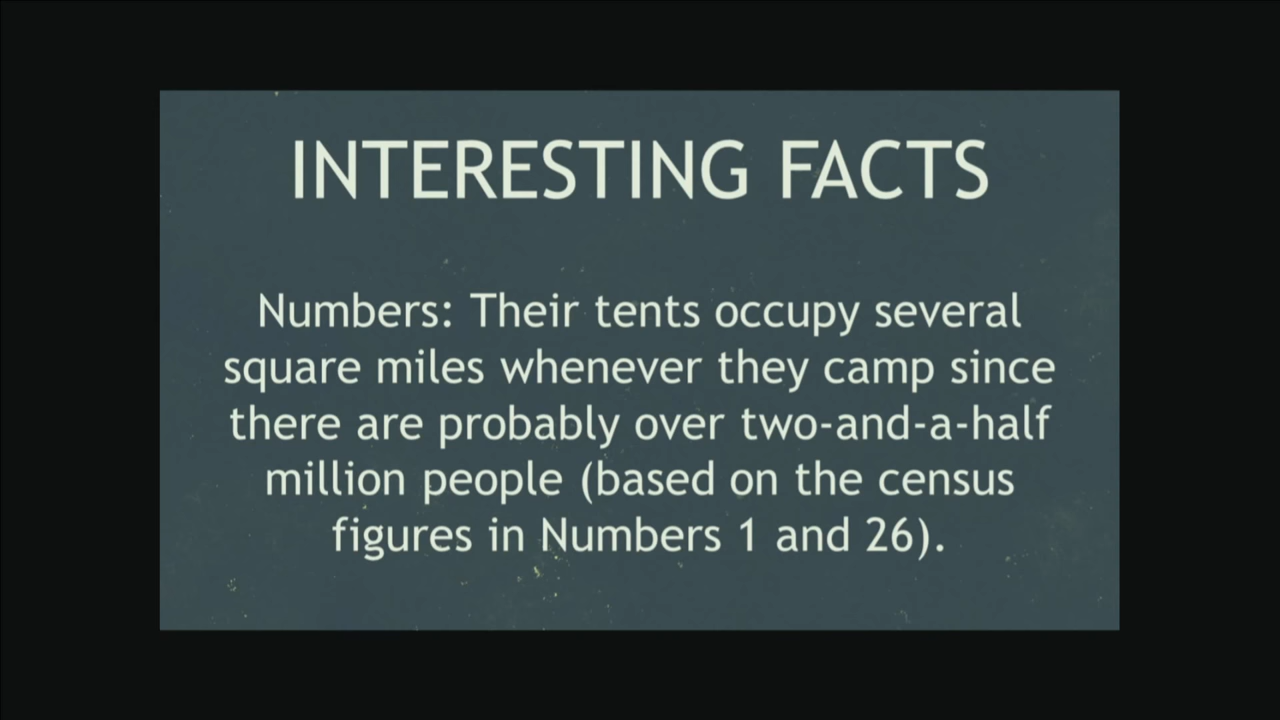 INTERESTING FACTS
Numbers: Their tents occupy several
square miles whenever they camp since
there are probably over two-and-a-half
million people (based on the census
figures in Numbers 1 and 26).